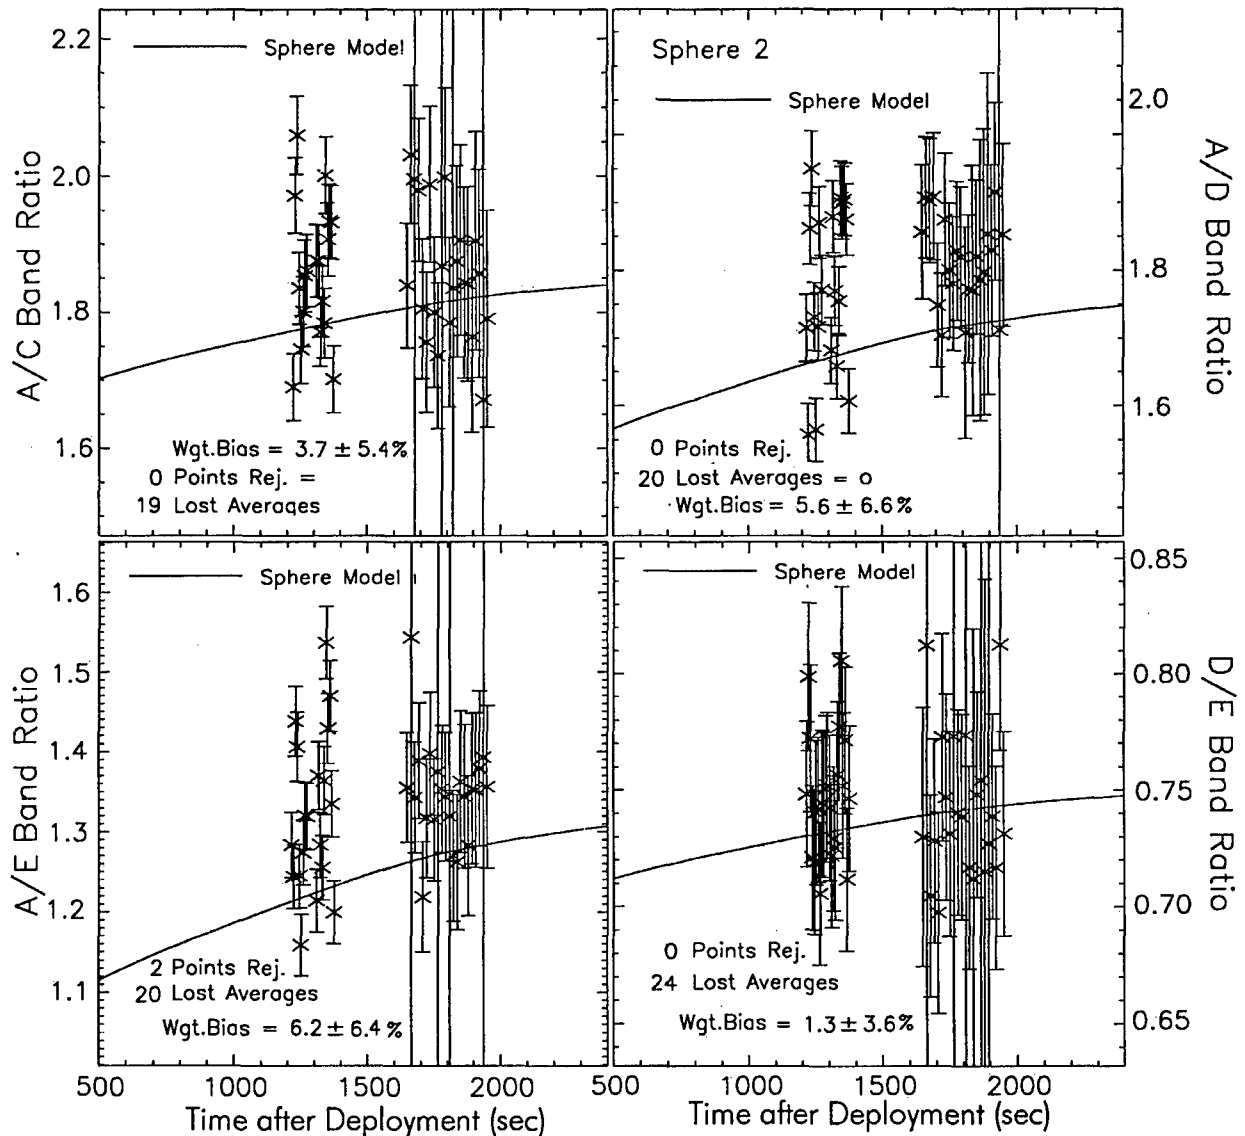 2.2
2.0
1.8
1.6
A/C Band Ratio
Sphere Model
Wgt.Bias = 3.7 ± 5.4%
0 Points Rej. =
19 Lost Averages
Sphere 2
Sphere Model
0 Points Rej.
20 Lost Averages = 0
Wgt.Bias = 5.6 ± 6.6%
2.0
1.8
1.6
A/D Band Ratio
1.6
1.5
1.4
1.3
1.2
1.1
A/E Band Ratio
Sphere Model
2 Points Rej.
20 Lost Averages
Wgt.Bias = 6.2 ± 6.4%
500 1000 1500 2000
Time after Deployment (sec)
Sphere Model
0 Points Rej.
24 Lost Averages
Wgt.Bias = 1.3 ± 3.6%
0.85
0.80
0.75
0.70
0.65
D/E Band Ratio
500 1000 1500 2000
Time after Deployment (sec)